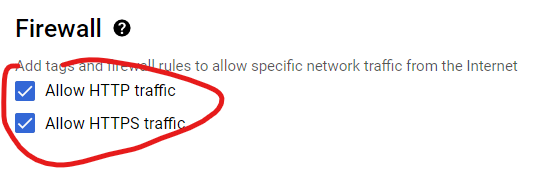 Firewall ?
Add tags and firewall rules to allow specific network traffic from the Internet
Allow HTTP traffic
Allow HTTPS traffic